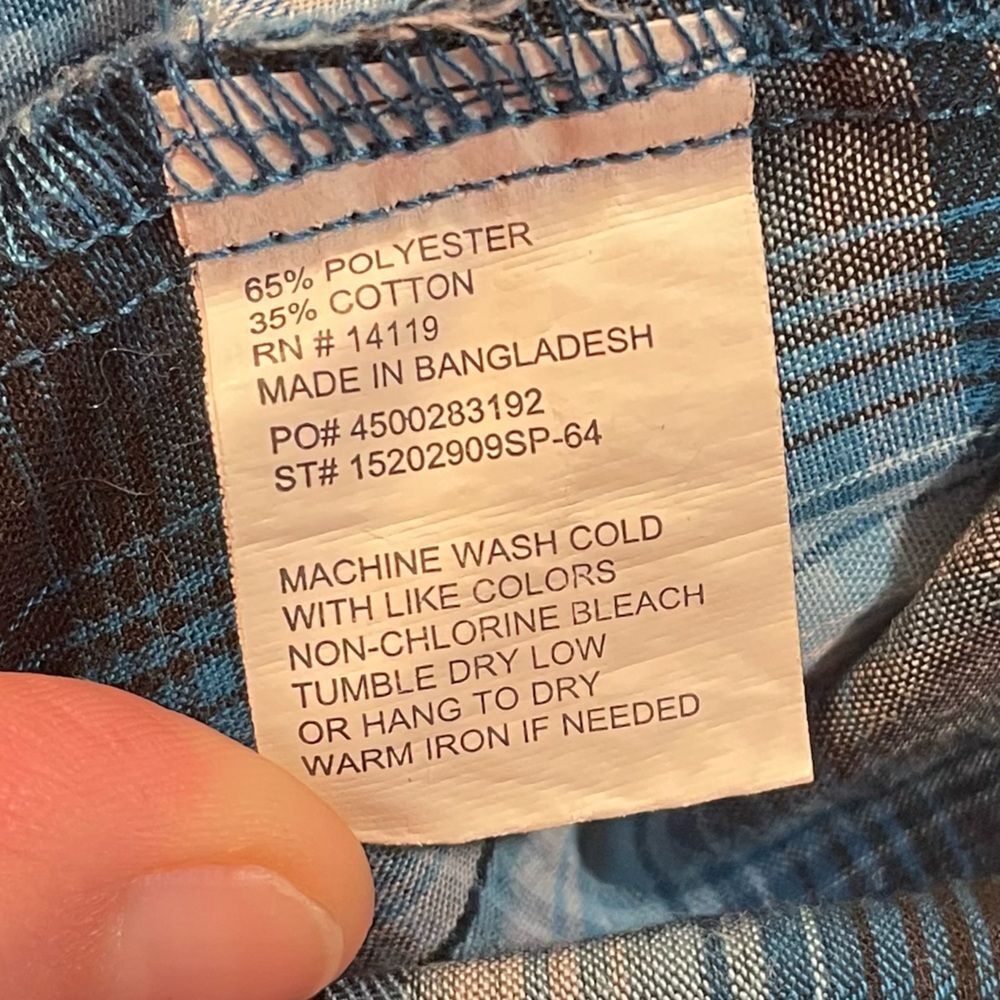 65% POLYESTER
35% COTTON
RN # 14119
MADE IN BANGLADESH
PO# 4500283192
ST# 15202909SP-64
MACHINE WASH COLD
WITH LIKE COLORS
NON-CHLORINE BLEACH
TUMBLE DRY LOW
OR HANG TO DRY
WARM IRON IF NEEDED